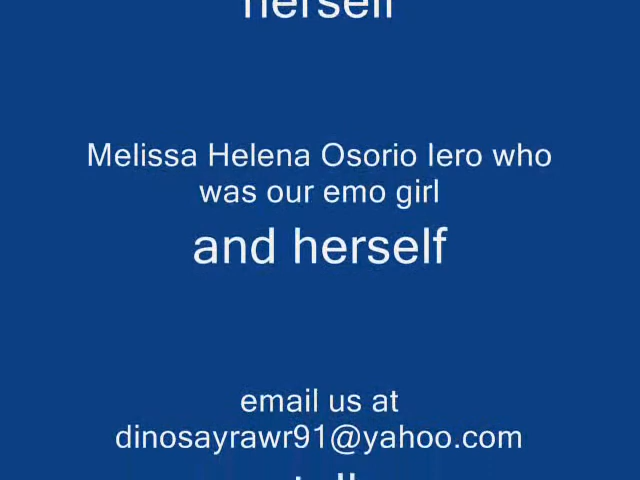 herself
Melissa Helena Osorio Iero who
was our emo girl
and herself
email us at
dinosayrawr91@yahoo.com